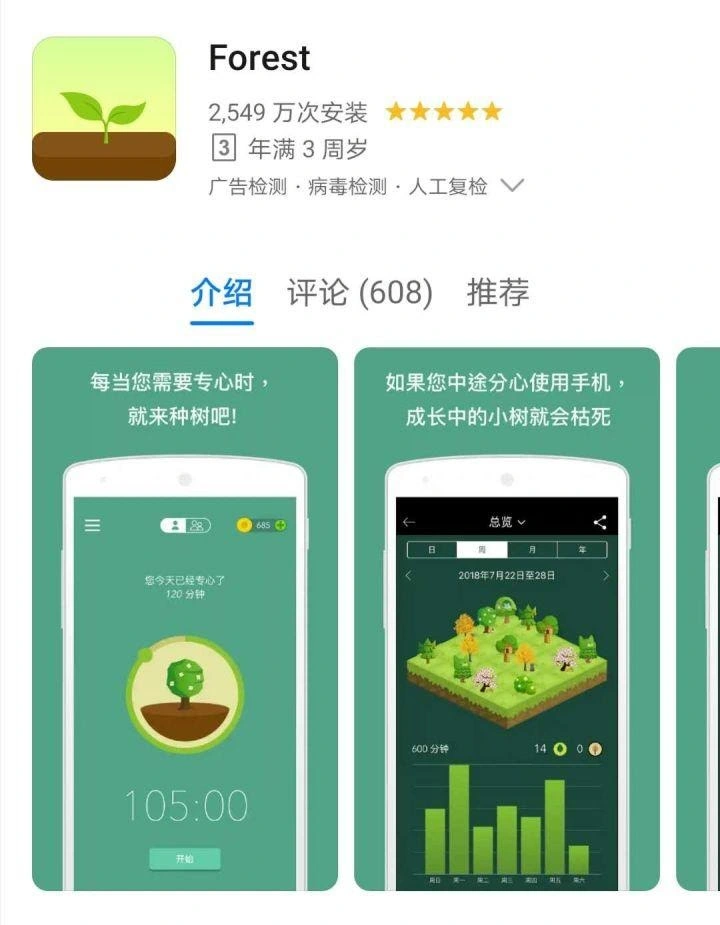 Forest
2,549 万次安装
3 年满 3 周岁
广告检测 · 病毒检测 · 人工复检
介绍 评论 (608) 推荐
每当您需要专心时，
就来种树吧!
685
您今天已经专心了
120 分钟
105:00
开始
如果您中途分心使用手机，
成长中的小树就会枯死
总览
日 周 月 年
2018年7月22日至28日
600 分钟 14 0
周日 周一 周二 周三 周四 周五 周六